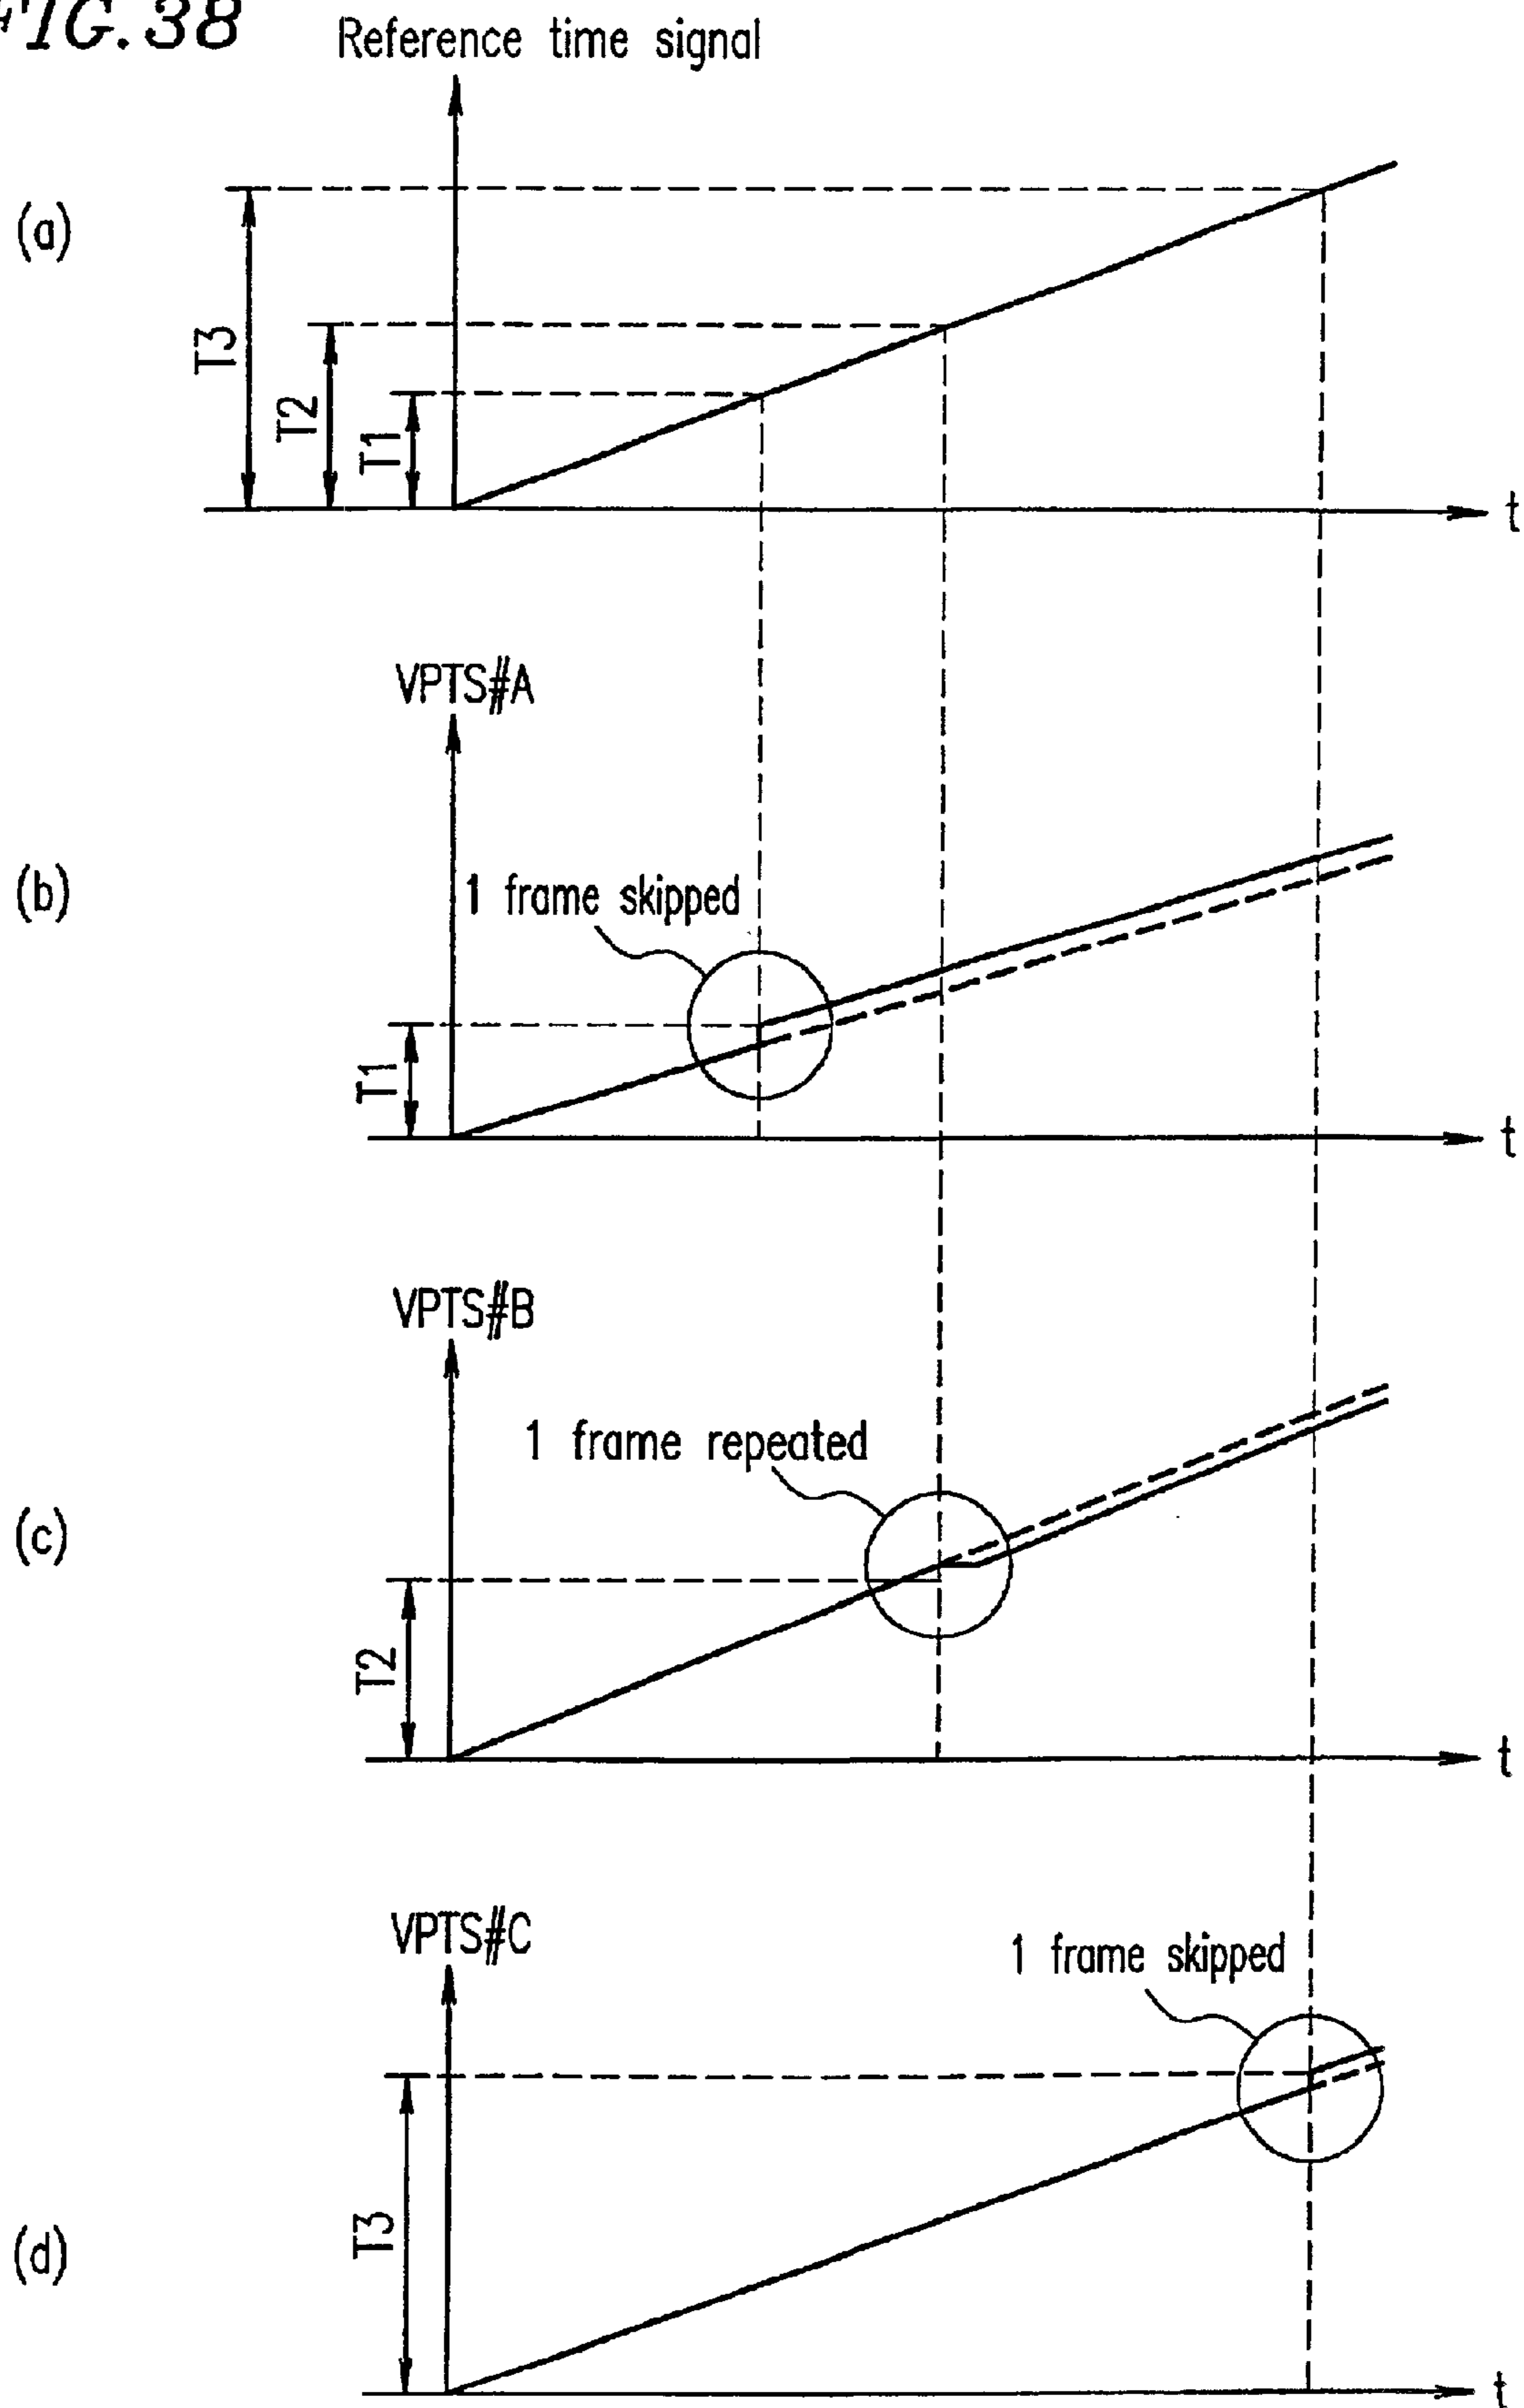 FIG. 38
Reference time signal
(a)
T3
T2
T1
t
VPTS#A
(b)
1 frame skipped
T1
t
VPTS#B
1 frame repeated
(c)
T2
t
VPTS#C
1 frame skipped
T3
(d)
t